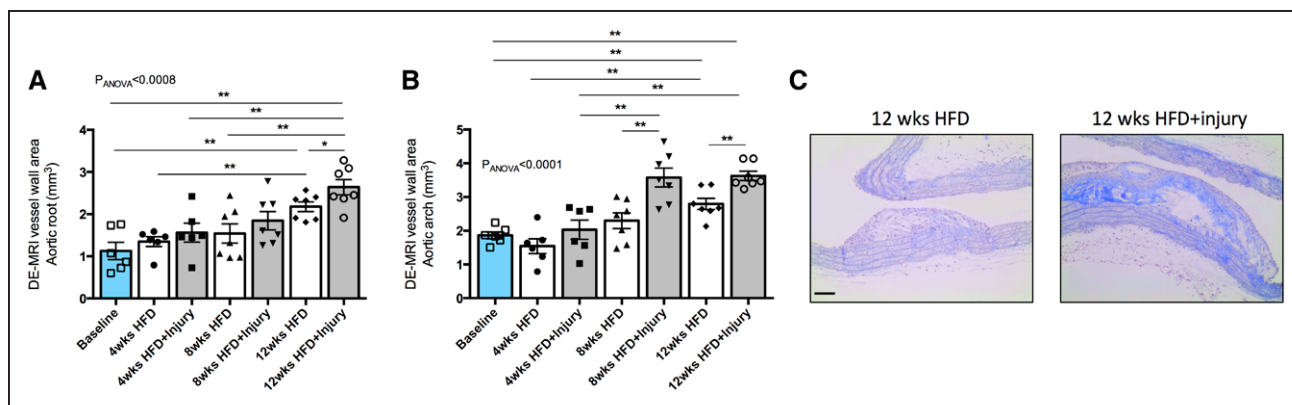 A
P_ANOVA<0.0008
**
**
**
**
*
**
DE-MRI vessel wall area
Aortic root (mm³)
4
3
2
1
0
Baseline
4wks HFD
4wks HFD+Injury
8wks HFD
8wks HFD+Injury
12wks HFD
12wks HFD+Injury
B
**
**
**
**
**
**
**
P_ANOVA<0.0001
DE-MRI vessel wall area
Aortic arch (mm³)
5
4
3
2
1
0
Baseline
4wks HFD
4wks HFD+Injury
8wks HFD
8wks HFD+Injury
12wks HFD
12wks HFD+Injury
C
12 wks HFD
12 wks HFD+injury